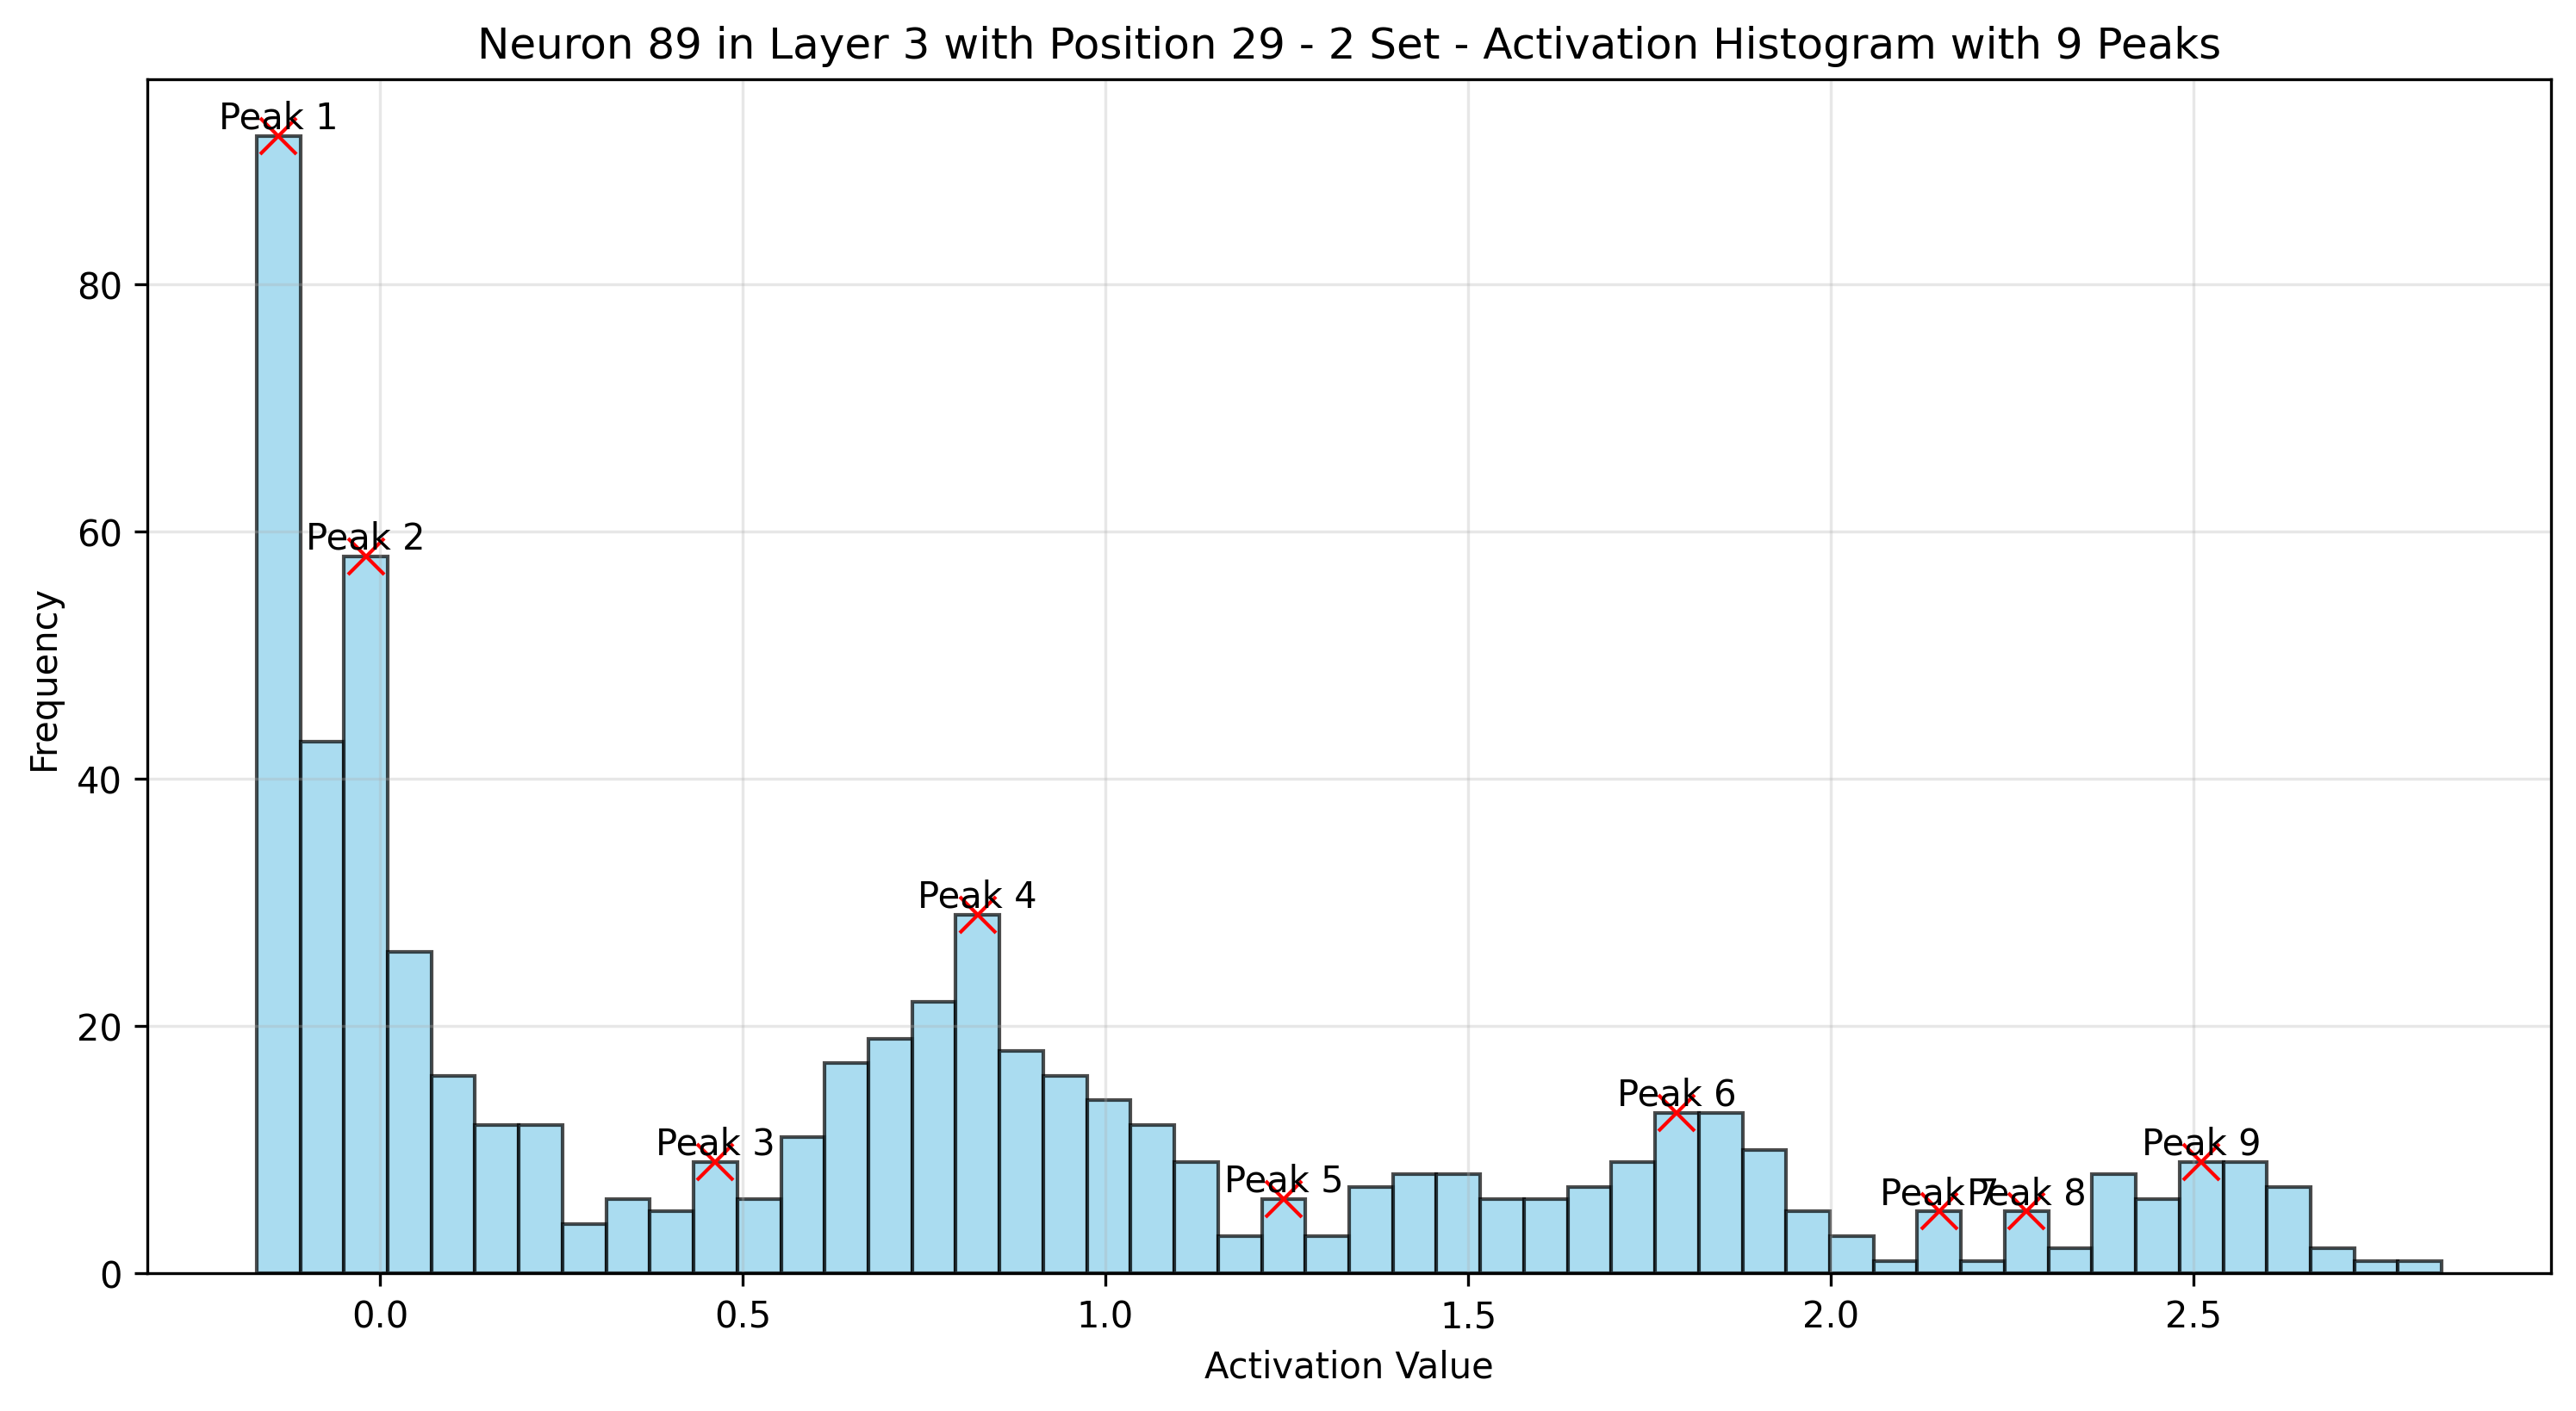 Neuron 89 in Layer 3 with Position 29 - 2 Set - Activation Histogram with 9 Peaks
Peak 1
80
Peak 2
60
Frequency
40
Peak 4
20
Peak 6
Peak 3
Peak 9
Peak 5
Peak 7
Peak 8
0
0.0 0.5 1.0 1.5 2.0 2.5
Activation Value